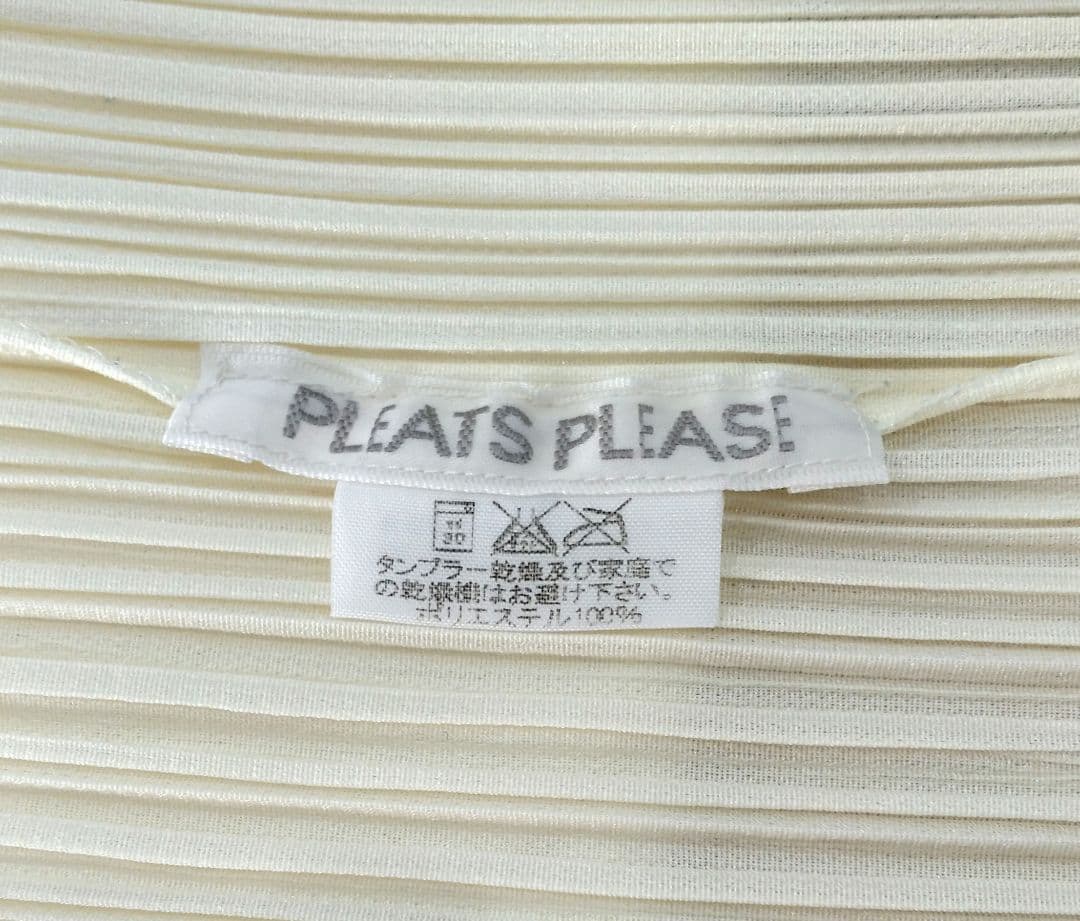 PLEATS PLEASE
タンブラー乾燥及び家庭で
の乾燥機はお避け下さい。
ポリエステル100%